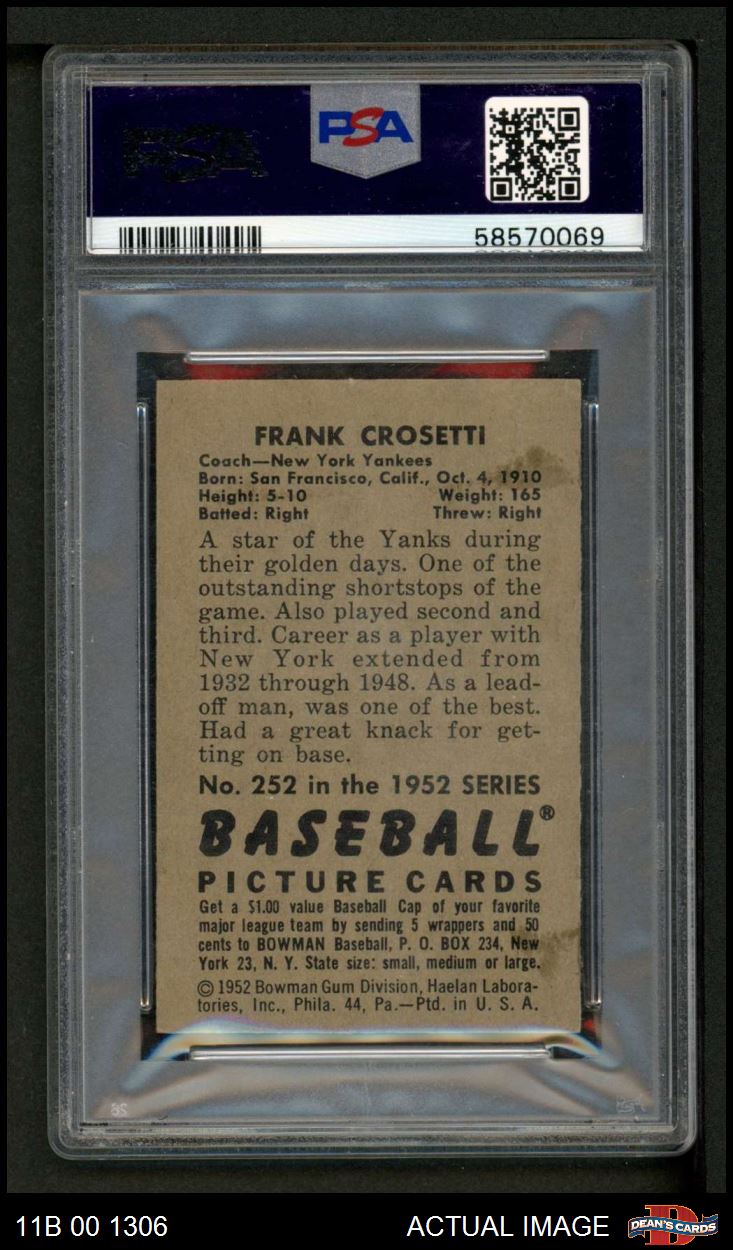 PSA
PSA
58570069
FRANK CROSETTI
Coach—New York Yankees
Born: San Francisco, Calif., Oct. 4, 1910
Height: 5-10 Weight: 165
Batted: Right Threw: Right
A star of the Yanks during
their golden days. One of the
outstanding shortstops of the
game. Also played second and
third. Career as a player with
New York extended from
1932 through 1948. As a lead-
off man, was one of the best.
Had a great knack for get-
ting on base.
No. 252 in the 1952 SERIES
BASEBALL®
PICTURE CARDS
Get a $1.00 value Baseball Cap of your favorite
major league team by sending 5 wrappers and 50
cents to BOWMAN Baseball, P. O. BOX 234, New
York 23, N. Y. State size: small, medium or large.
© 1952 Bowman Gum Division, Haelan Labora-
tories, Inc., Phila. 44, Pa.—Ptd. in U. S. A.
11B 00 1306 ACTUAL IMAGE DEAN'S CARDS